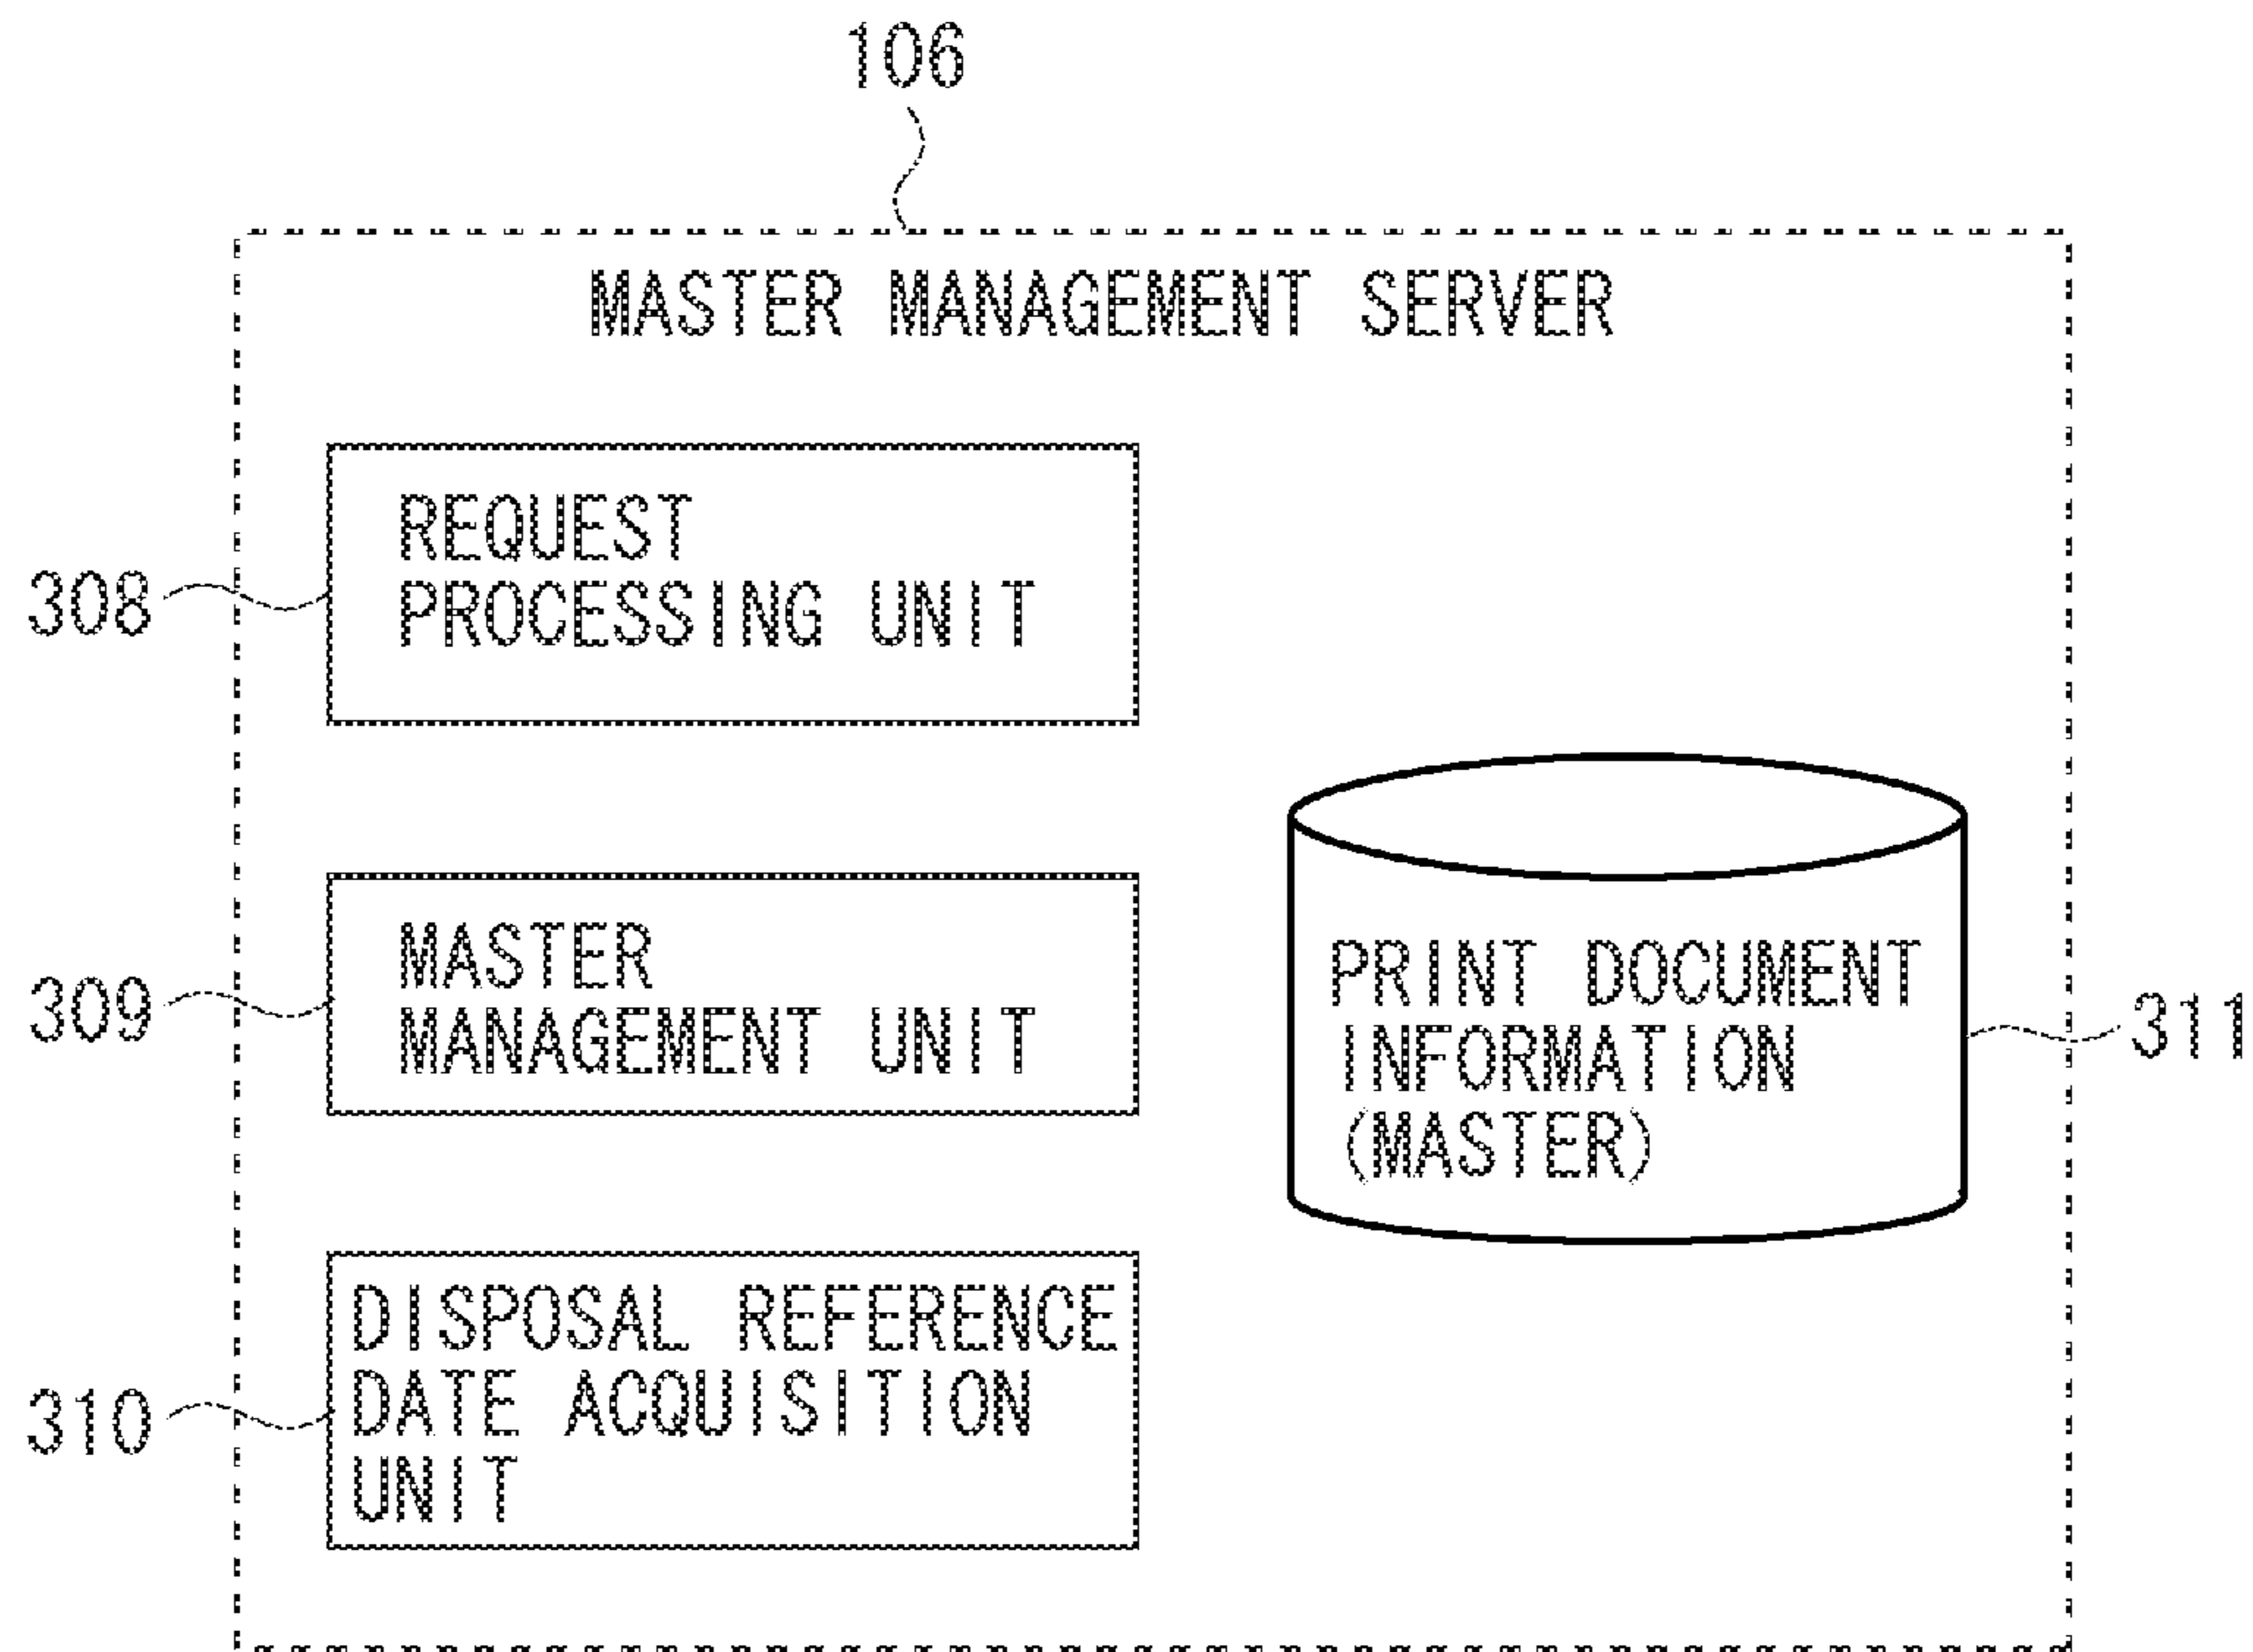 106
MASTER MANAGEMENT SERVER
308
REQUEST
PROCESSING UNIT
309
MASTER
MANAGEMENT UNIT
310
DISPOSAL REFERENCE
DATE ACQUISITION
UNIT
PRINT DOCUMENT
INFORMATION
(MASTER)
311